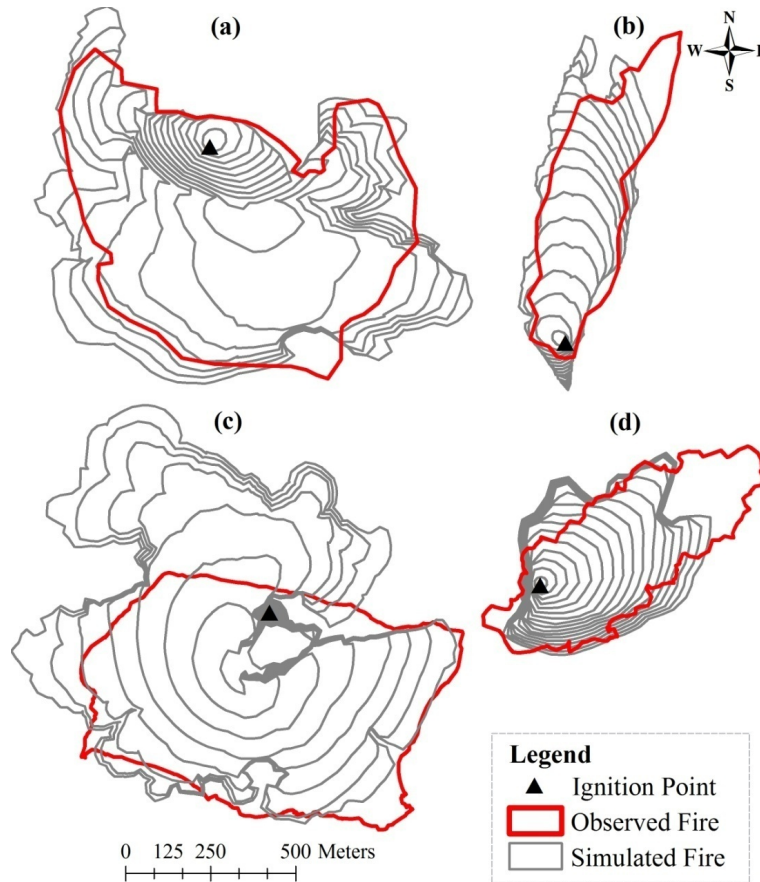 (a)
(b)
N
W E
S
(c)
(d)
Legend
Ignition Point
Observed Fire
Simulated Fire
0 125 250 500 Meters